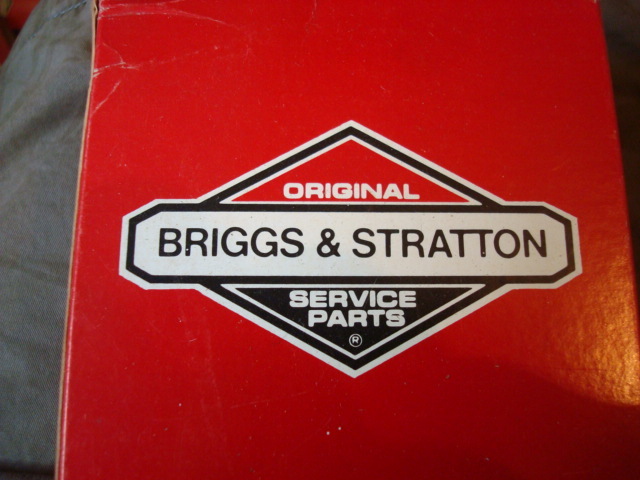 ORIGINAL
BRIGGS & STRATTON
SERVICE
PARTS
®